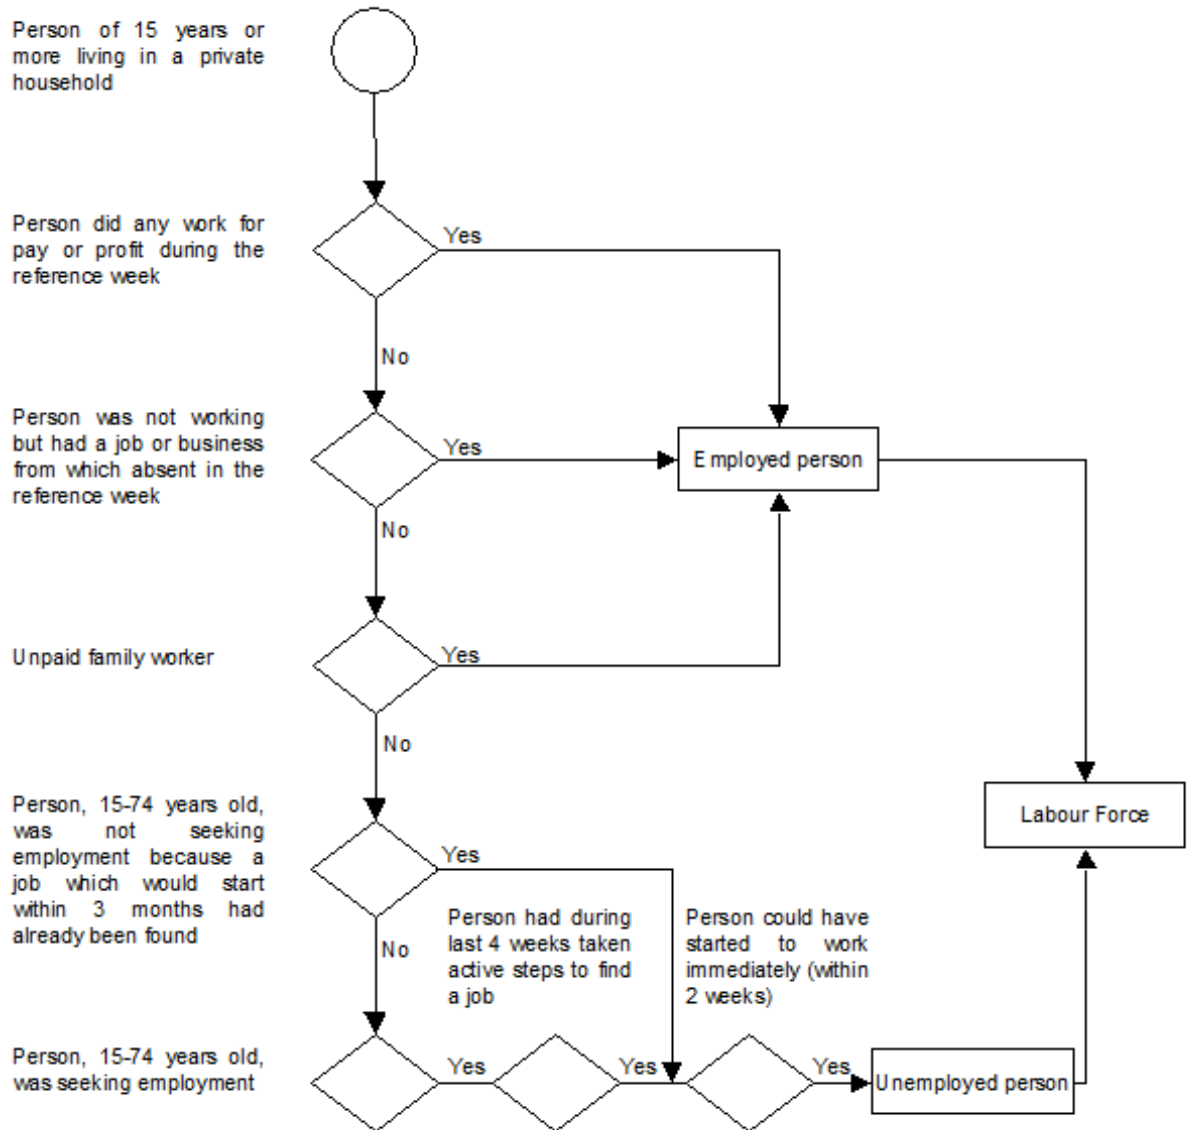 Person of 15 years or
more living in a private
household
Person did any work for
pay or profit during the
reference week
Yes
No
Person was not working
but had a job or business
from which absent in the
reference week
Yes
Employed person
No
Unpaid family worker
Yes
No
Labour Force
Person, 15-74 years old,
was not seeking
employment because a
job which would start
within 3 months had
already been found
Yes
No
Person had during
last 4 weeks taken
active steps to find
a job
Person could have
started to work
immediately (within
2 weeks)
Person, 15-74 years old,
was seeking employment
Yes
Yes
Yes
Unemployed person